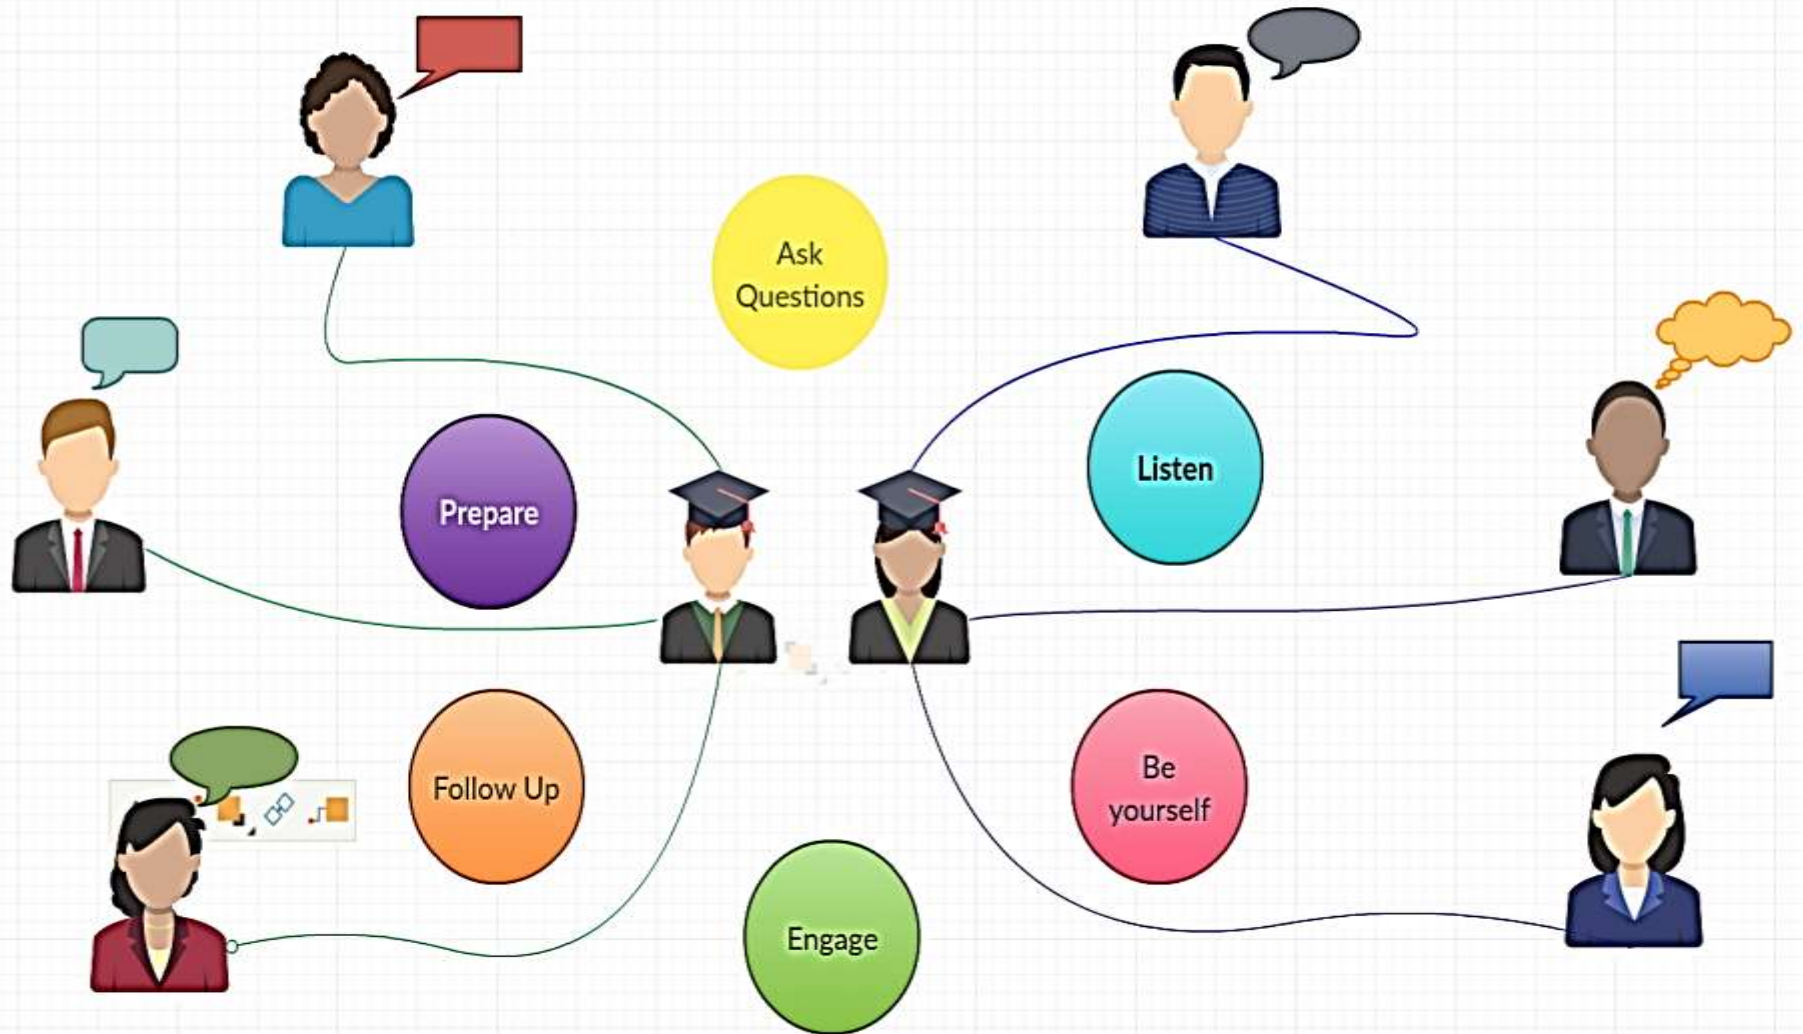 Ask
Questions
Listen
Prepare
Follow Up
Be
yourself
Engage